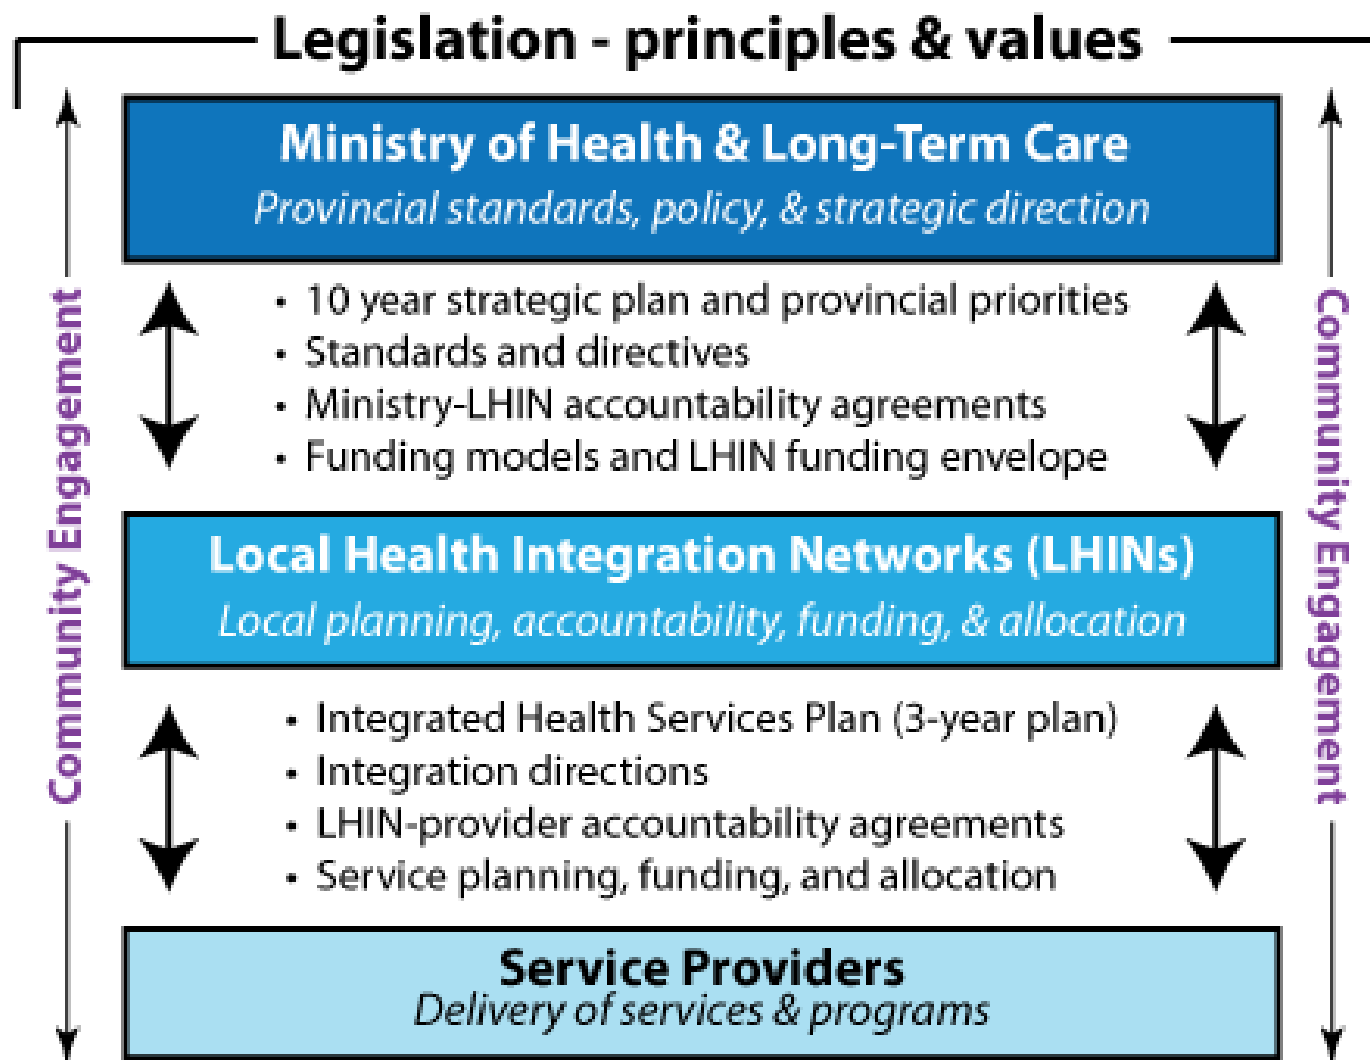 Legislation - principles & values
Ministry of Health & Long-Term Care
Provincial standards, policy, & strategic direction
• 10 year strategic plan and provincial priorities
• Standards and directives
• Ministry-LHIN accountability agreements
• Funding models and LHIN funding envelope
Local Health Integration Networks (LHINs)
Local planning, accountability, funding, & allocation
• Integrated Health Services Plan (3-year plan)
• Integration directions
• LHIN-provider accountability agreements
• Service planning, funding, and allocation
Service Providers
Delivery of services & programs
Community Engagement
Community Engagement